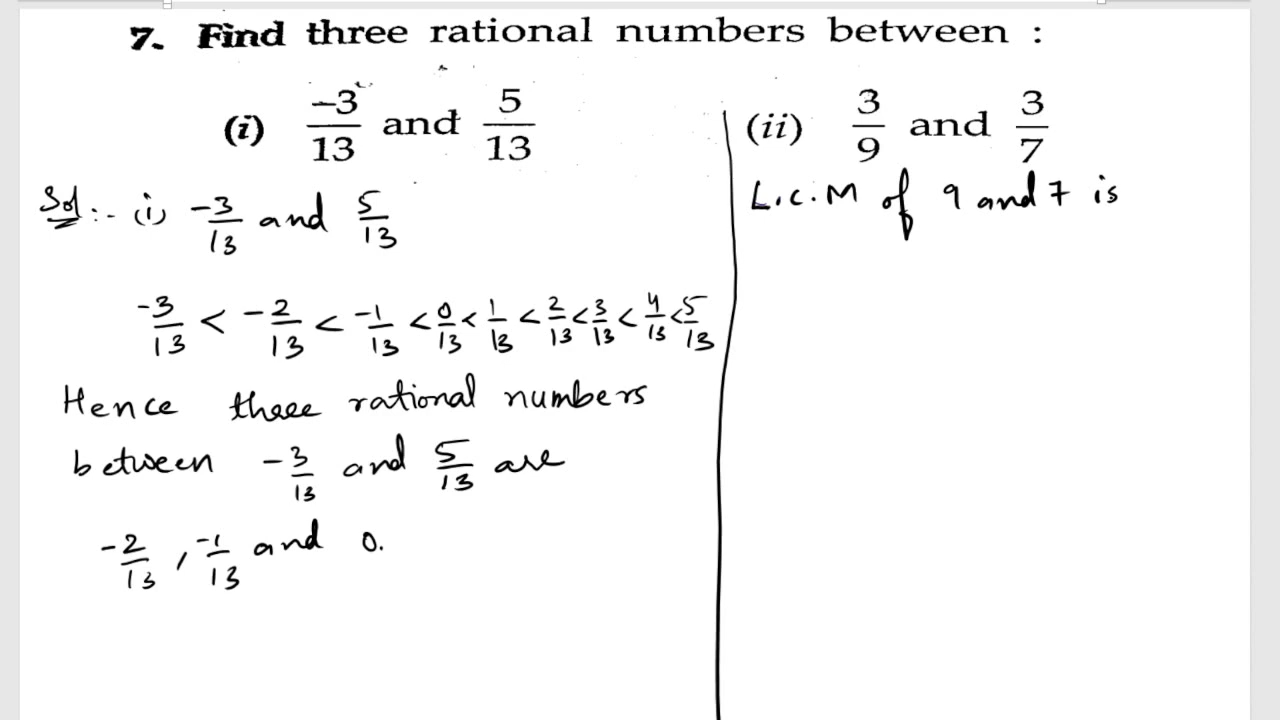 7. Find three rational numbers between :
(i) -3/13 and 5/13
Sol:- (i) -3/13 and 5/13
-3/13 < -2/13 < -1/13 < 0/13 < 1/13 < 2/13 < 3/13 < 4/13 < 5/13
Hence three rational numbers
between -3/13 and 5/13 are
-2/13, -1/13 and 0.
(ii) 3/9 and 3/7
L.C.M of 9 and 7 is